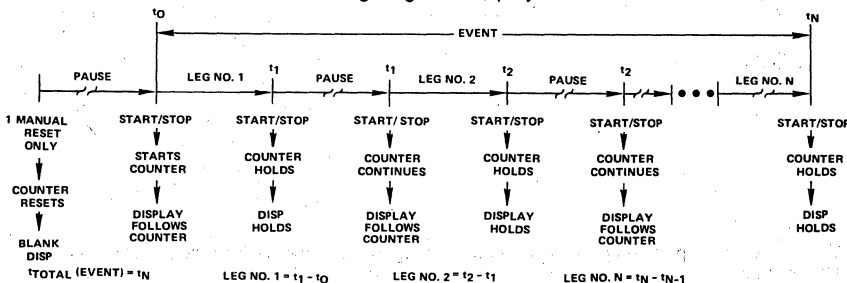 t0 tN
EVENT
PAUSE LEG NO. 1 t1 PAUSE t1 LEG NO. 2 t2 PAUSE t2 LEG NO. N
1 MANUAL RESET ONLY START/STOP START/STOP START/STOP START/STOP START/STOP START/STOP
COUNTER RESETS STARTS COUNTER COUNTER HOLDS COUNTER CONTINUES COUNTER HOLDS COUNTER CONTINUES COUNTER HOLDS
BLANK DISP DISPLAY FOLLOWS COUNTER DISP HOLDS DISPLAY FOLLOWS COUNTER DISPLAY HOLDS DISPLAY FOLLOWS COUNTER DISP HOLDS
tTOTAL (EVENT) = tN LEG NO. 1 = t1 - t0 LEG NO. 2 = t2 - t1 LEG NO. N = tN - tN-1